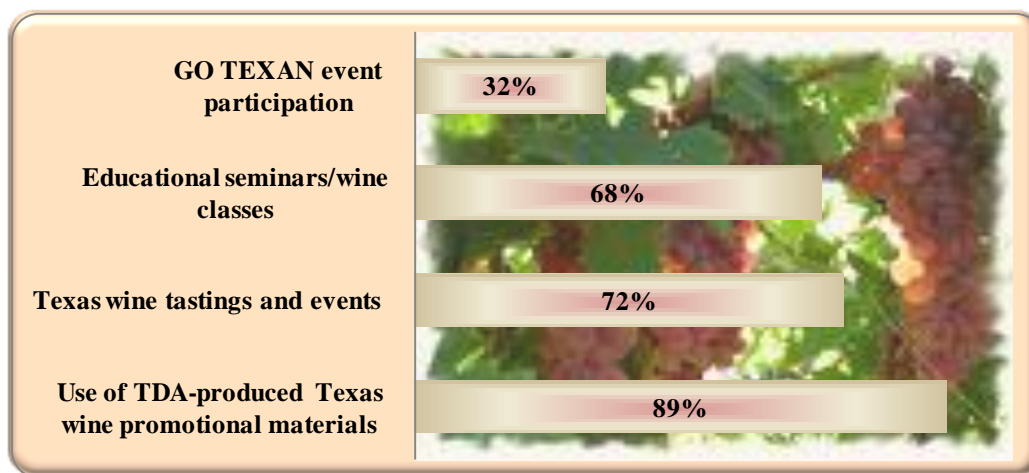 GO TEXAN event
participation
32%
Educational seminars/wine
classes
68%
Texas wine tastings and events
72%
Use of TDA-produced Texas
wine promotional materials
89%